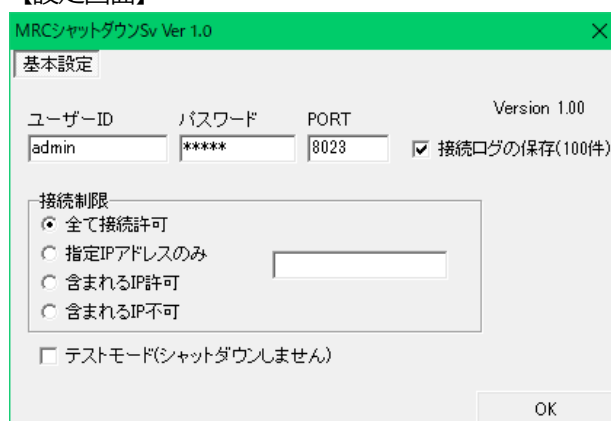 【設定画面】
MRCシャットダウンSv Ver 1.0
基本設定
Version 1.00
ユーザーID パスワード PORT
admin ***** 8023 接続ログの保存(100件)
接続制限
全て接続許可
指定IPアドレスのみ
含まれるIP許可
含まれるIP不可
テストモード(シャットダウンしません)
OK